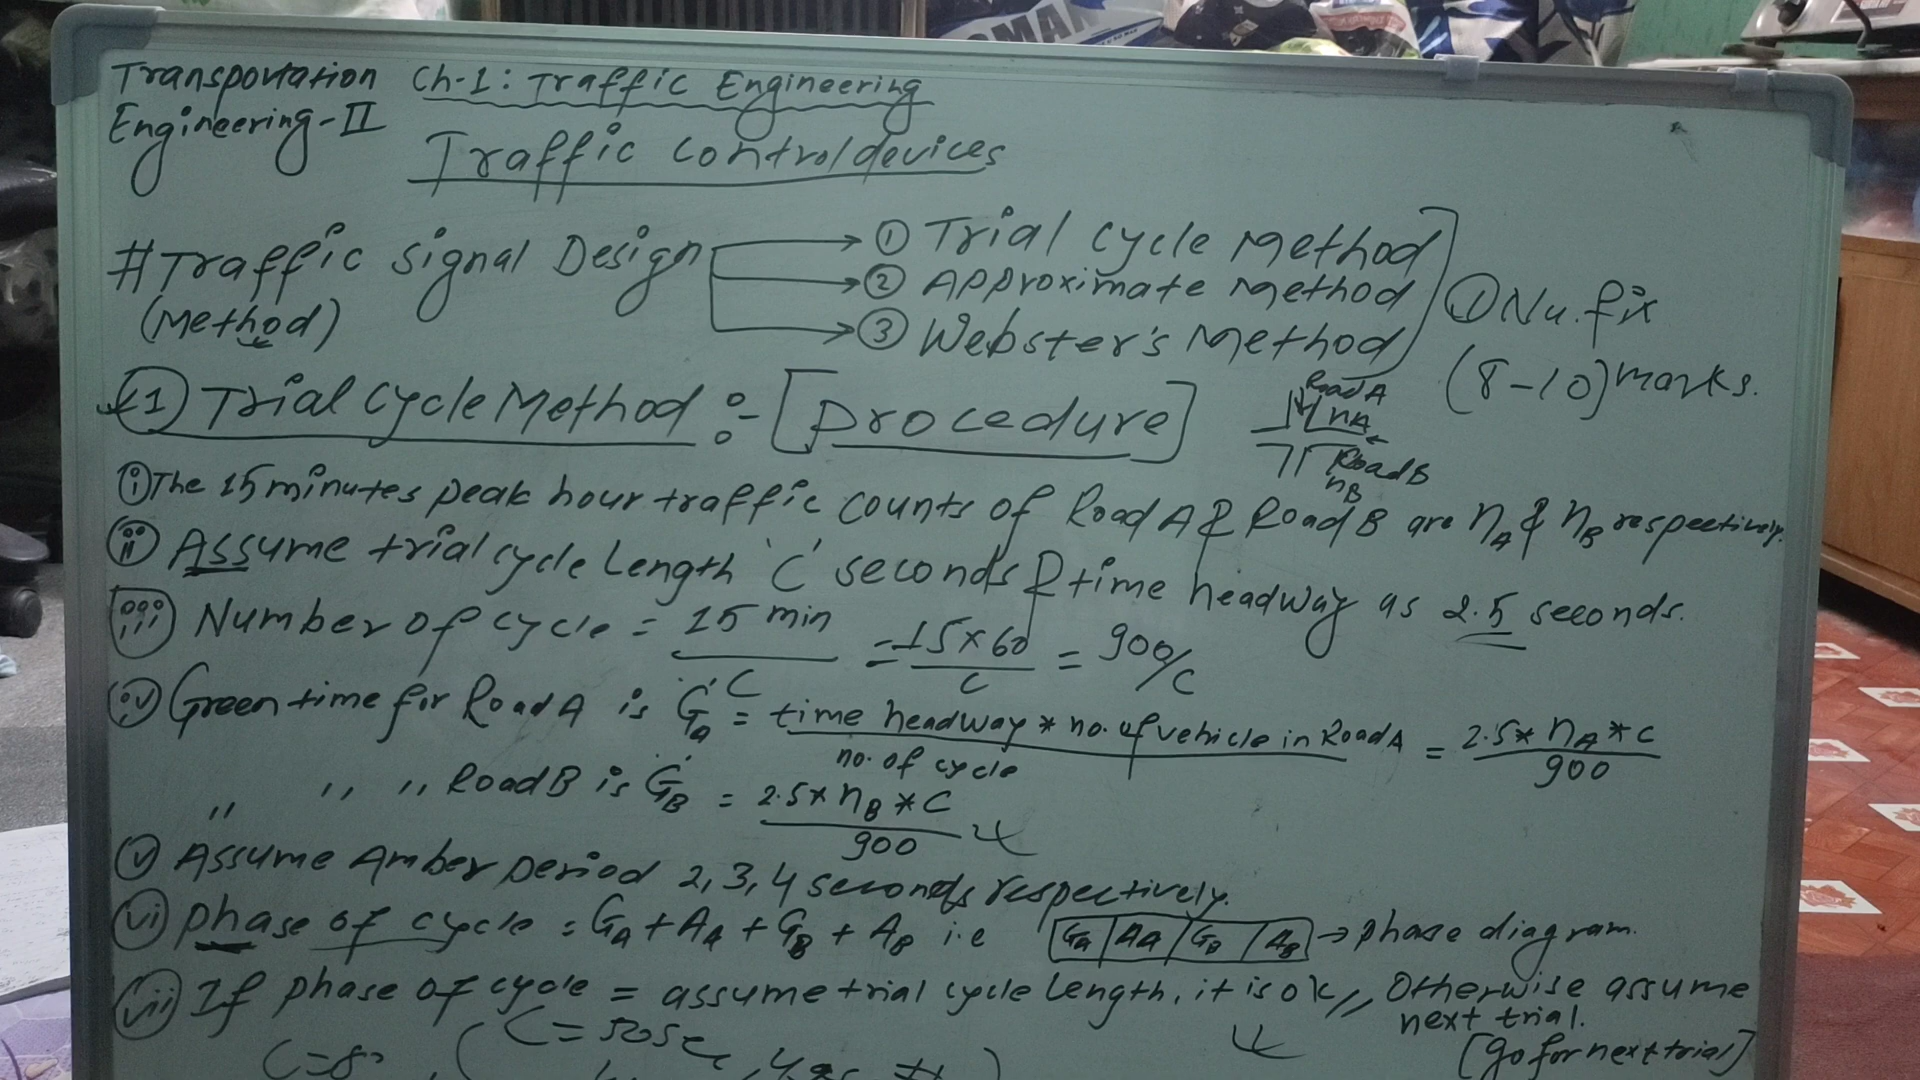 Transportation Ch-1: Traffic Engineering
Engineering-II
Traffic Control devices
# Traffic Signal Design → ① Trial Cycle Method
(Method) → ② Approximate Method
→ ③ Webster's Method
① Nu. fix
(8-10) marks.
① Trial Cycle Method :- [Procedure]
Road A
nA
Road B
nB
ⓘ The 15 minutes peak hour traffic counts of Road A & Road B are nA & nB respectively.
ii) Assume trial cycle Length 'C' seconds & time headway as 2.5 seconds.
iii) Number of cycle = 15 min / C = 15×60 / C = 900/C
iv) Green time for Road A is GA = time headway * no. of vehicle in Road A / no. of cycle = 2.5 * nA * C / 900
" " " Road B is GB = 2.5 * nB * C / 900
v) Assume Amber period 2, 3, 4 seconds respectively.
vi) phase of cycle = GA + AA + GB + AB i.e GA | AA | GB | AB → phase diagram.
vii) If phase of cycle = assume trial cycle length, it is ok // Otherwise assume
next trial.
[go for next trial]
C = 50 sec